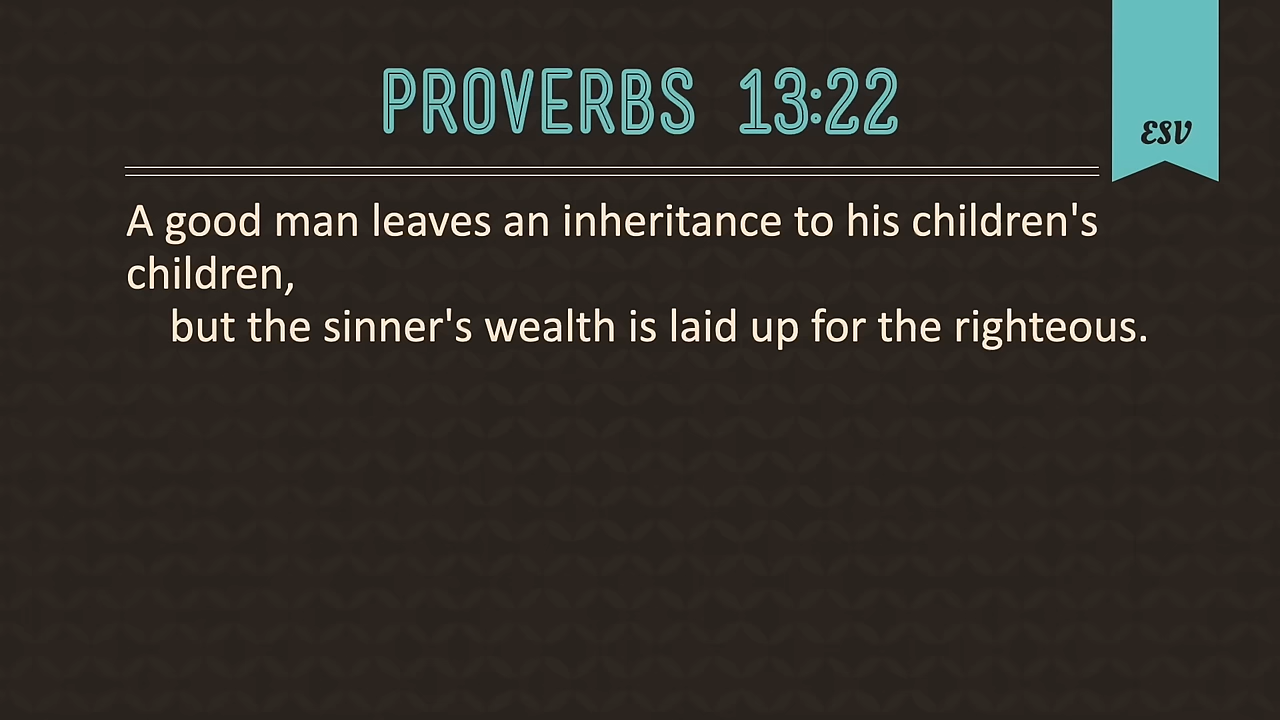 PROVERBS 13:22
ESV
A good man leaves an inheritance to his children's
children,
but the sinner's wealth is laid up for the righteous.